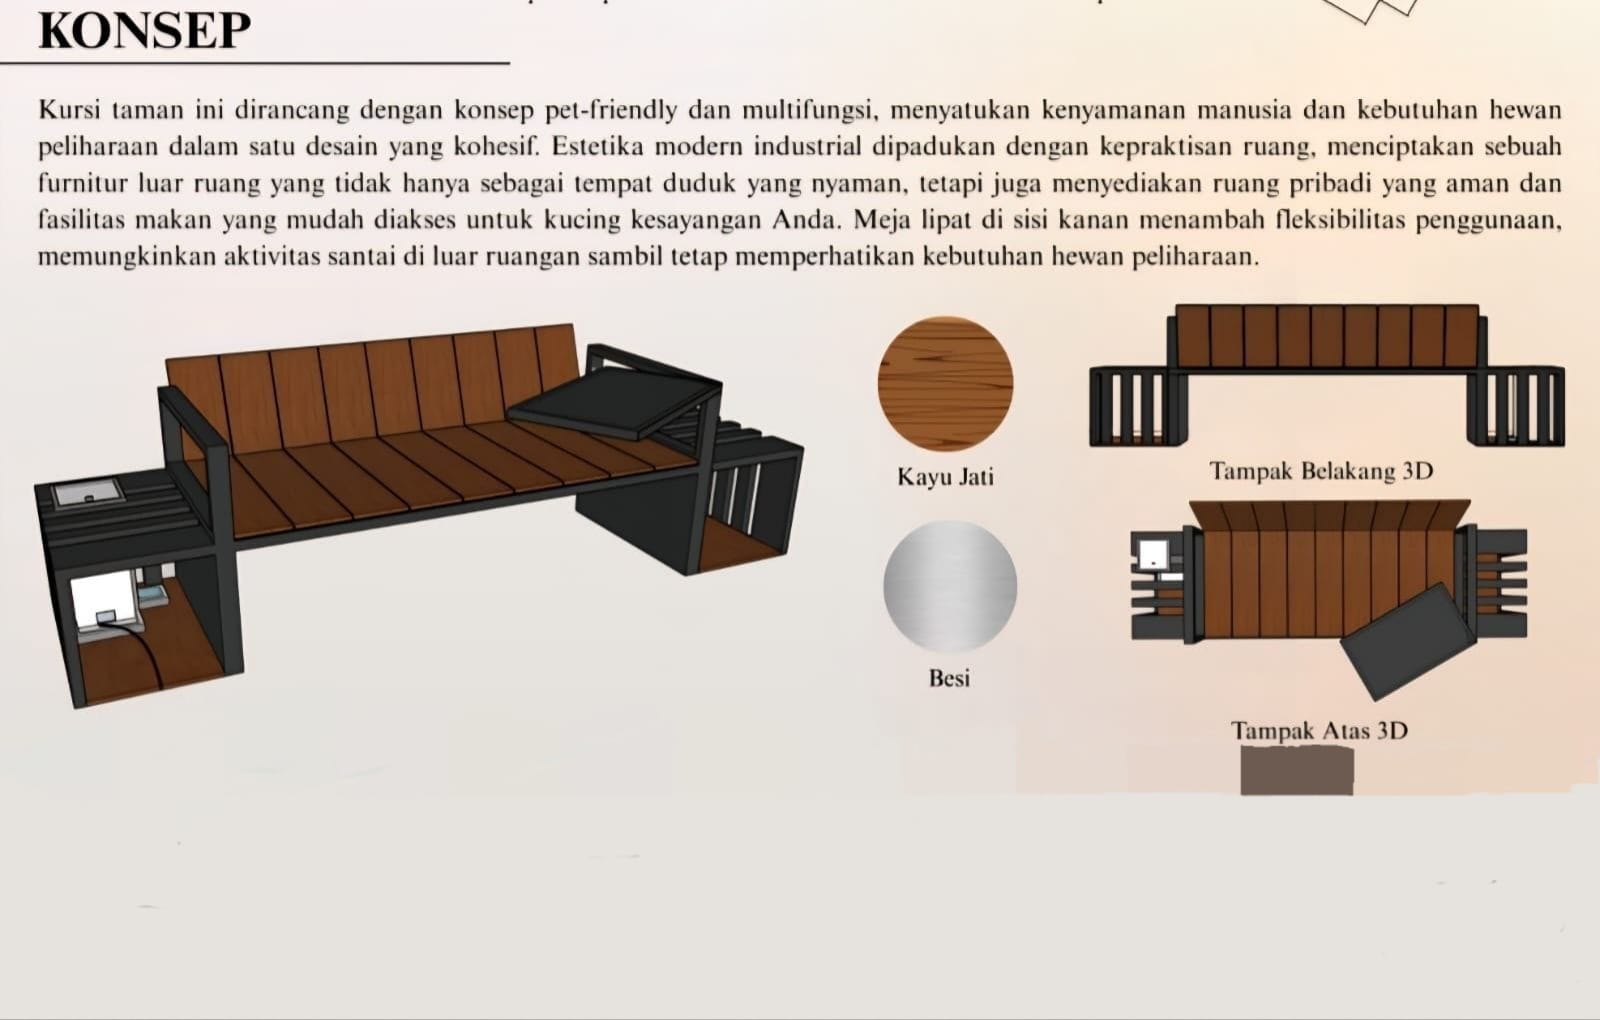 KONSEP
Kursi taman ini dirancang dengan konsep pet-friendly dan multifungsi, menyatukan kenyamanan manusia dan kebutuhan hewan
peliharaan dalam satu desain yang kohesif. Estetika modern industrial dipadukan dengan kepraktisan ruang, menciptakan sebuah
furnitur luar ruang yang tidak hanya sebagai tempat duduk yang nyaman, tetapi juga menyediakan ruang pribadi yang aman dan
fasilitas makan yang mudah diakses untuk kucing kesayangan Anda. Meja lipat di sisi kanan menambah fleksibilitas penggunaan,
memungkinkan aktivitas santai di luar ruangan sambil tetap memperhatikan kebutuhan hewan peliharaan.
Kayu Jati
Tampak Belakang 3D
Besi
Tampak Atas 3D